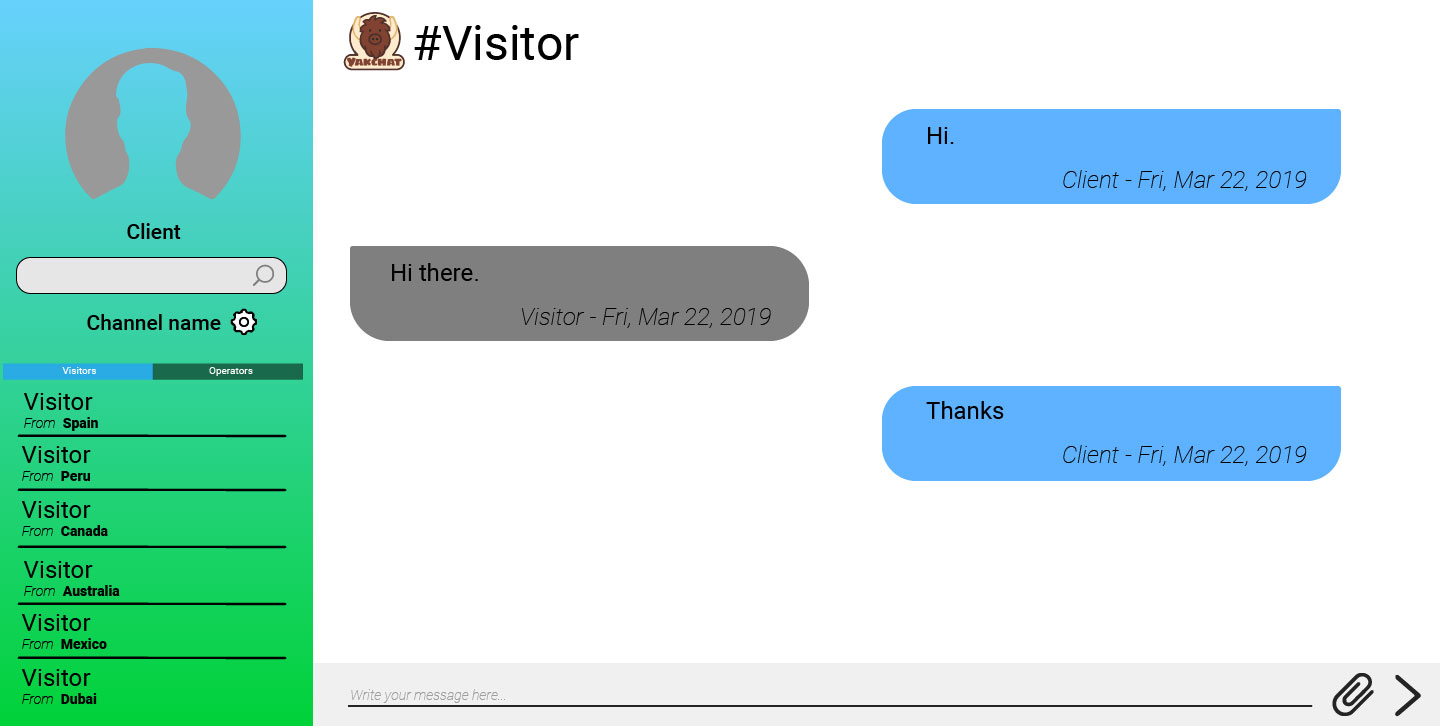 Client
Channel name
Visitors Operators
Visitor
From Spain
Visitor
From Peru
Visitor
From Canada
Visitor
From Australia
Visitor
From Mexico
Visitor
From Dubai
YAKCHAT
#Visitor
Hi.
Client - Fri, Mar 22, 2019
Hi there.
Visitor - Fri, Mar 22, 2019
Thanks
Client - Fri, Mar 22, 2019
Write your message here...